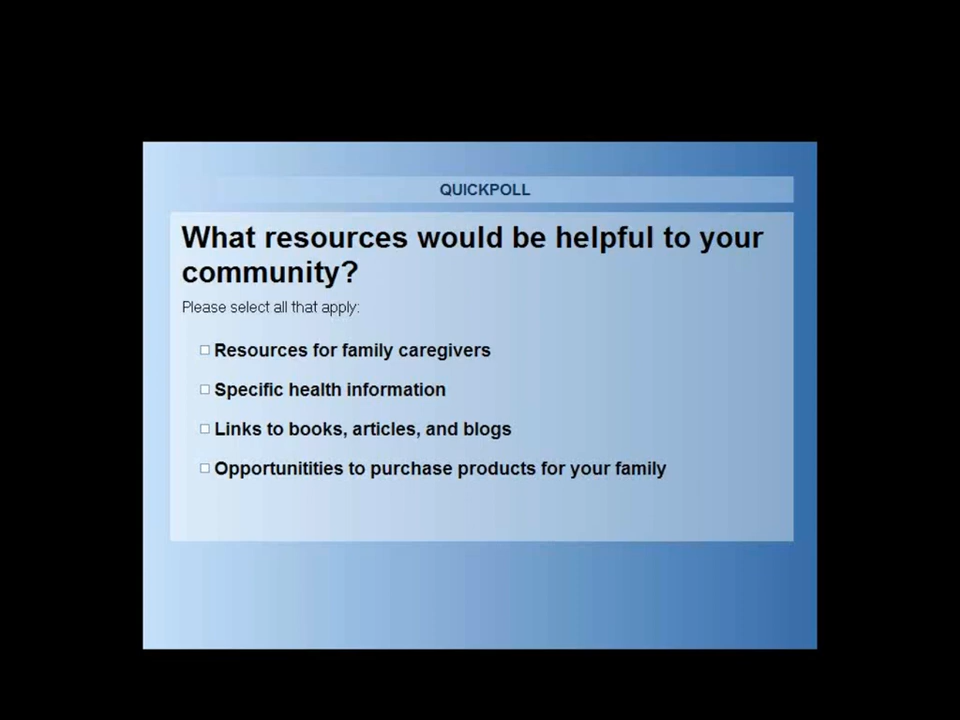 QUICKPOLL
What resources would be helpful to your
community?
Please select all that apply:
Resources for family caregivers
Specific health information
Links to books, articles, and blogs
Opportunitities to purchase products for your family